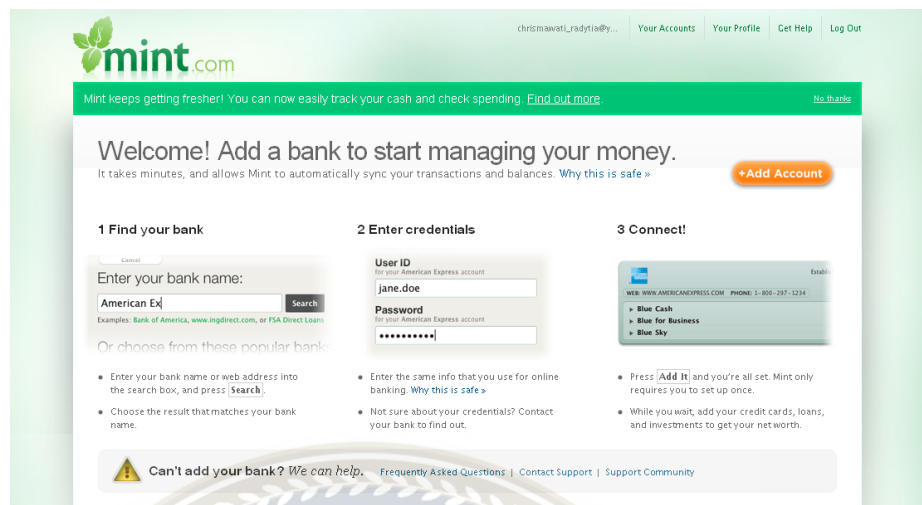 chrismawati_radytia@y... Your Accounts Your Profile Get Help Log Out
mint.com
Mint keeps getting fresher! You can now easily track your cash and check spending. Find out more. No thanks
Welcome! Add a bank to start managing your money.
It takes minutes, and allows Mint to automatically sync your transactions and balances. Why this is safe »
+Add Account
1 Find your bank
Cancel
Enter your bank name:
American Ex Search
Examples: Bank of America, www.ingdirect.com, or FSA Direct Loans
Or choose from these popular banks
Enter your bank name or web address into
the search box, and press Search.
Choose the result that matches your bank
name.
2 Enter credentials
User ID
for your American Express account
jane.doe
Password
for your American Express account
••••••••••
Enter the same info that you use for online
banking. Why this is safe »
Not sure about your credentials? Contact
your bank to find out.
3 Connect!
WEB: WWW.AMERICANEXPRESS.COM PHONE: 1-800-297-1234
Blue Cash
Blue for Business
Blue Sky
Press Add It and you're all set. Mint only
requires you to set up once.
While you wait, add your credit cards, loans,
and investments to get your net worth.
Can't add your bank? We can help. Frequently Asked Questions | Contact Support | Support Community